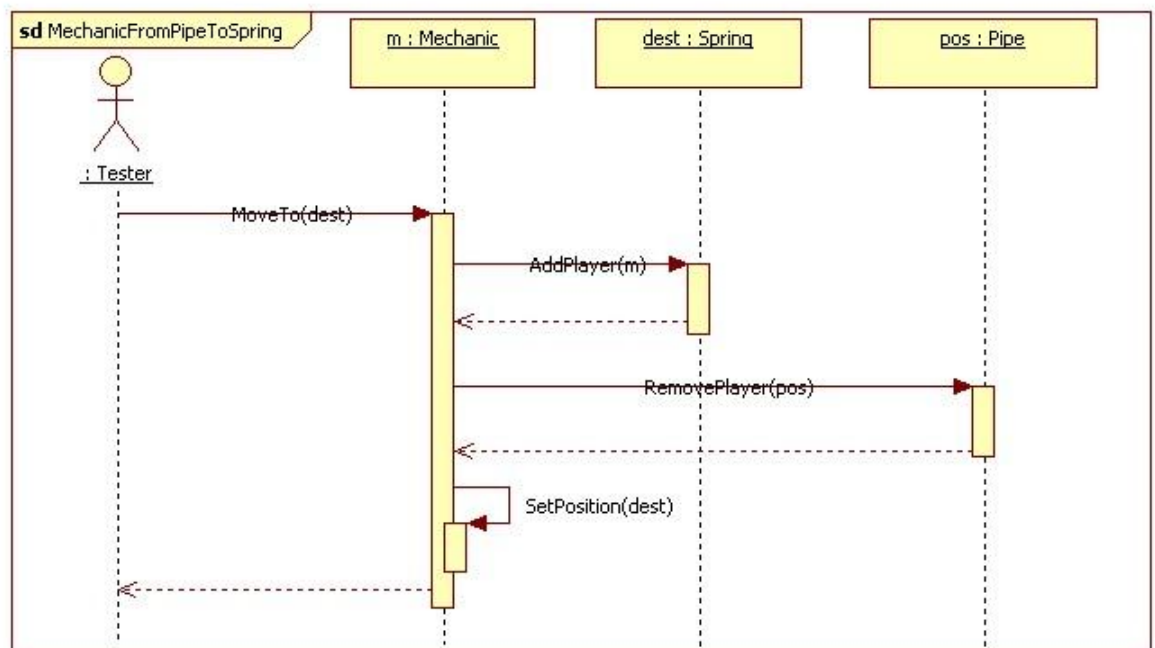 sd MechanicFromPipeToSpring
m : Mechanic
dest : Spring
pos : Pipe
: Tester
MoveTo(dest)
AddPlayer(m)
RemovePlayer(pos)
SetPosition(dest)